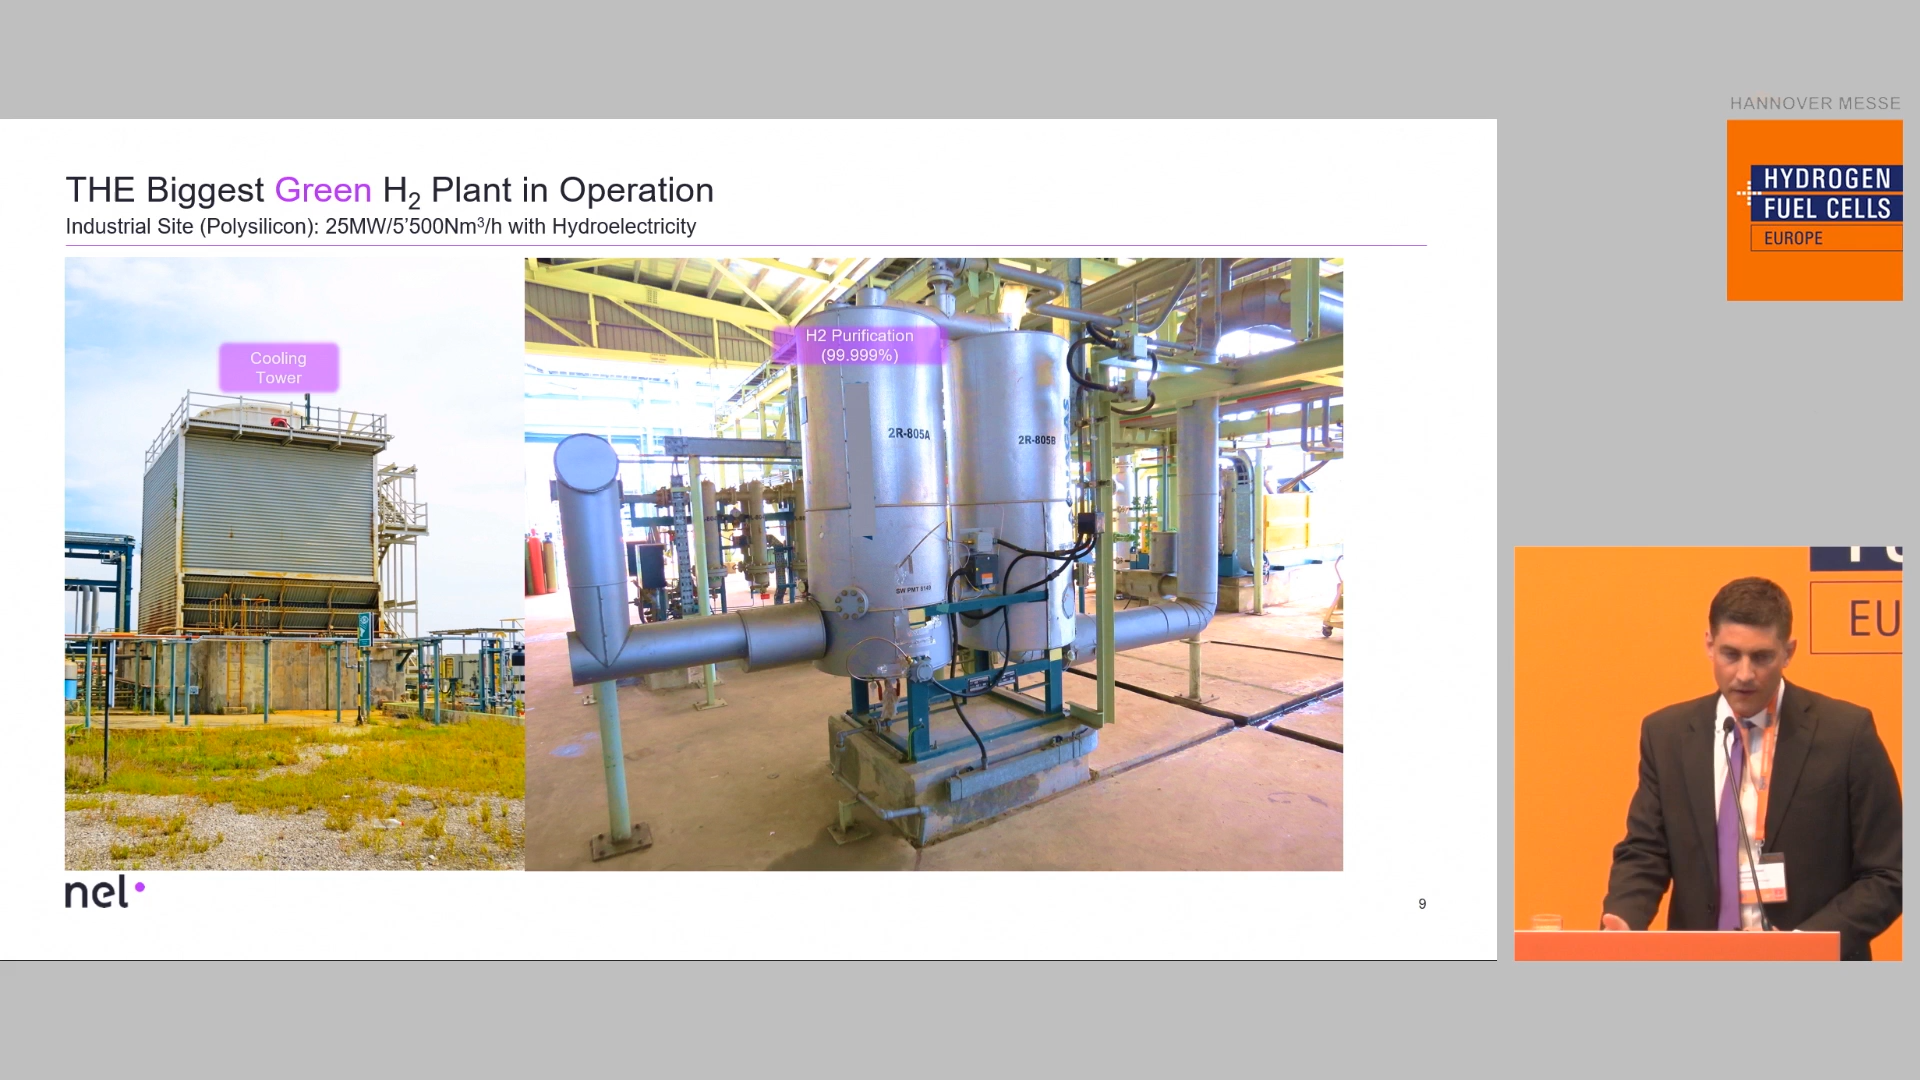 HANNOVER MESSE
HYDROGEN
FUEL CELLS
EUROPE
THE Biggest Green H₂ Plant in Operation
Industrial Site (Polysilicon): 25MW/5’500Nm³/h with Hydroelectricity
Cooling
Tower
H2 Purification
(99.999%)
2R-805A
2R-805B
nel
9
EU